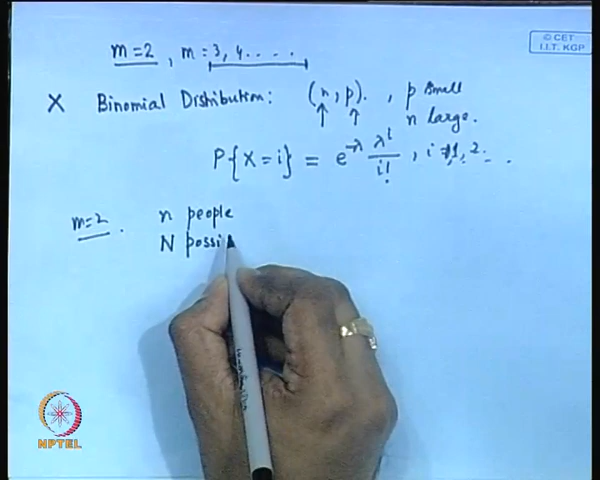 m=2 , m = 3, 4 . . . .
© CET
I.I.T. KGP
X Binomial Distribution: (n, p). , p small
n large.
P{X = i} = e^-λ λ^i / i! , i = 1, 2 . . .
m=2 . n people
N possi
NPTEL